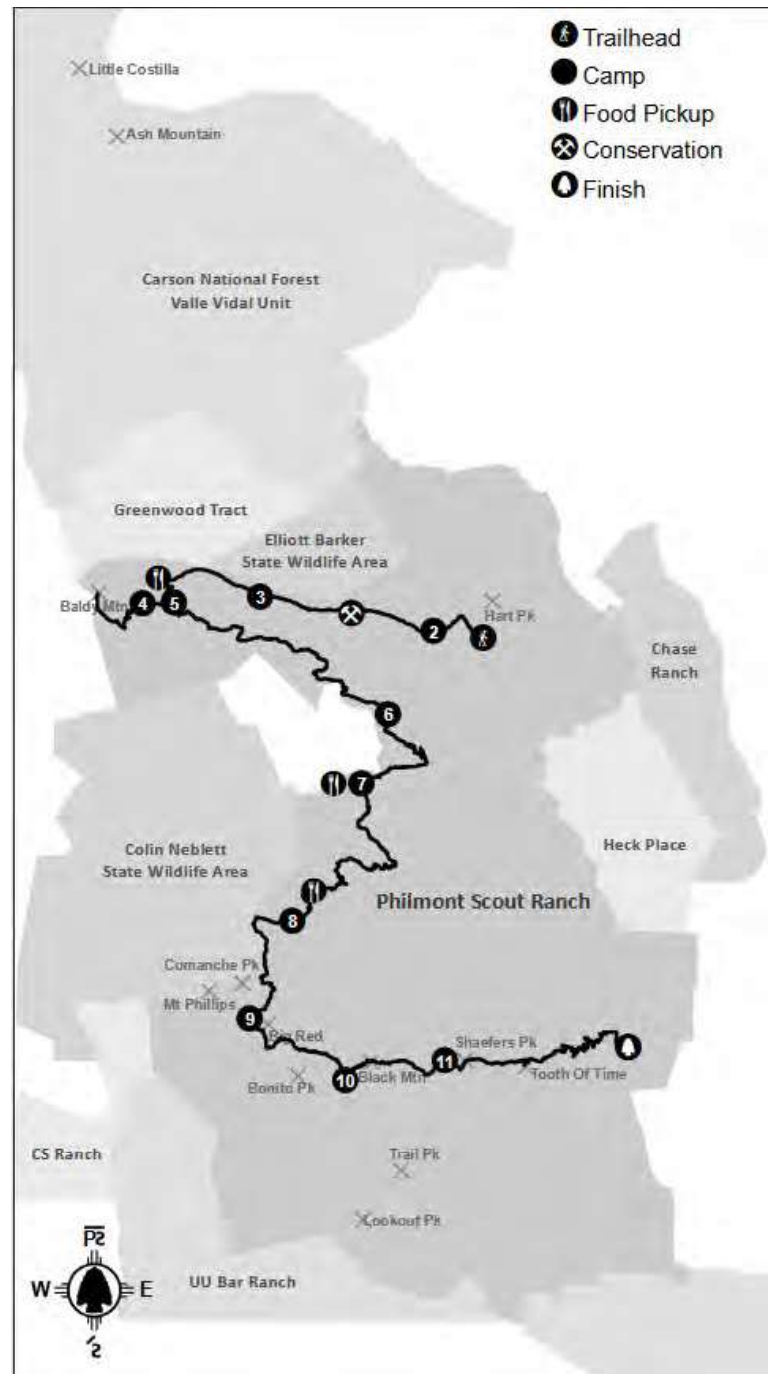 Trailhead
Camp
Food Pickup
Conservation
Finish
Little Costilla
Ash Mountain
Carson National Forest
Valle Vidal Unit
Greenwood Tract
Elliott Barker
State Wildlife Area
Baldy Mtn
4
5
3
2
Hart Pk
Chase
Ranch
6
7
Heck Place
Colin Neblett
State Wildlife Area
Philmont Scout Ranch
8
Comanche Pk
Mt Phillips
9
Big Red
Shaefers Pk
11
Bonito Pk
10
Black Mtn
Tooth Of Time
CS Ranch
Trail Pk
Lookout Pk
W
E
UU Bar Ranch